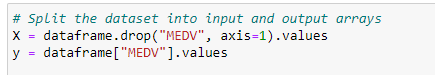 # Split the dataset into input and output arrays
X = dataframe.drop("MEDV", axis=1).values
y = dataframe["MEDV"].values